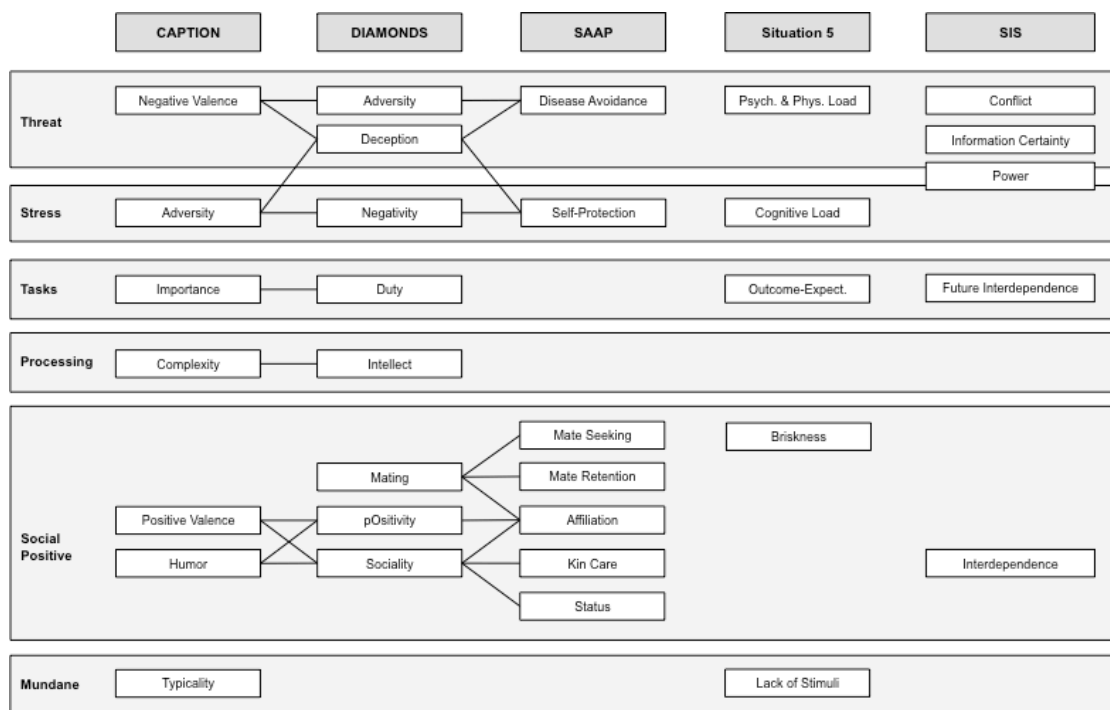 CAPTION DIAMONDS SAAP Situation 5 SIS
Threat
Negative Valence Adversity Disease Avoidance Psych. & Phys. Load Conflict
Deception Information Certainty
Power
Stress Adversity Negativity Self-Protection Cognitive Load
Tasks Importance Duty Outcome-Expect. Future Interdependence
Processing Complexity Intellect
Social
Positive
Mate Seeking Briskness
Mating Mate Retention
Positive Valence pOsitivity Affiliation
Humor Sociality Kin Care Interdependence
Status
Mundane Typicality Lack of Stimuli